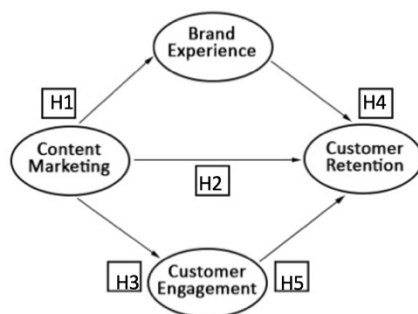 Brand
Experience
H1
H4
Content
Marketing
H2
Customer
Retention
H3
Customer
Engagement
H5